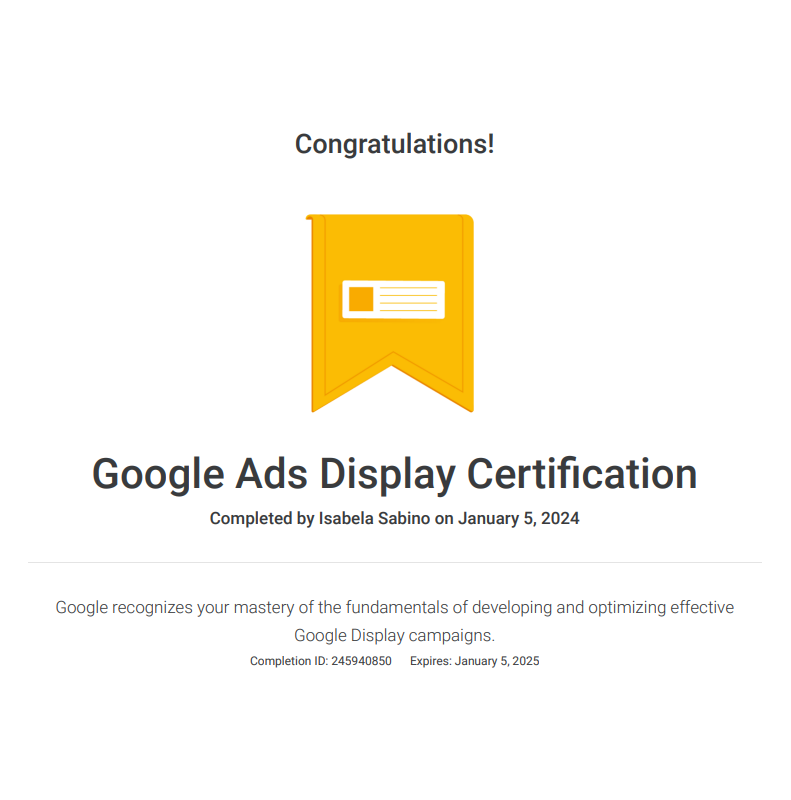 Congratulations!
Google Ads Display Certification
Completed by Isabela Sabino on January 5, 2024
Google recognizes your mastery of the fundamentals of developing and optimizing effective
Google Display campaigns.
Completion ID: 245940850 Expires: January 5, 2025